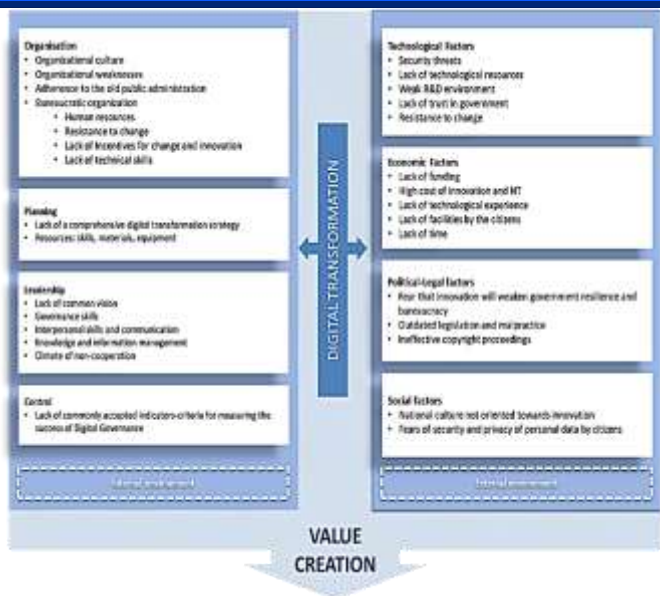 Organisation
• Organizational culture
• Organizational weaknesses
• Adherence to the old public administration
• Bureaucratic organization
• Human resources
• Resistance to change
• Lack of Incentives for change and innovation
• Lack of technical skills
Planning
• Lack of a comprehensive digital transformation strategy
• Resources: skills, materials, equipment
Leadership
• Lack of common vision
• Governance skills
• Interpersonal skills and communication
• Knowledge and information management
• Climate of non-cooperation
Control
• Lack of commonly accepted indicators-criteria for measuring the
success of Digital Governance
Internal environment
DIGITAL TRANSFORMATION
Technological Factors
• Security threats
• Lack of technological resources
• Weak R&D environment
• Lack of trust in government
• Resistance to change
Economic Factors
• Lack of funding
• High cost of innovation and NT
• Lack of technological experience
• Lack of facilities by the citizens
• Lack of time
Political-Legal factors
• Fear that innovation will weaken government resilience and
bureaucracy
• Outdated legislation and malpractice
• Ineffective copyright proceedings
Social factors
• National culture not oriented towards innovation
• Fears of security and privacy of personal data by citizens
External environment
VALUE
CREATION